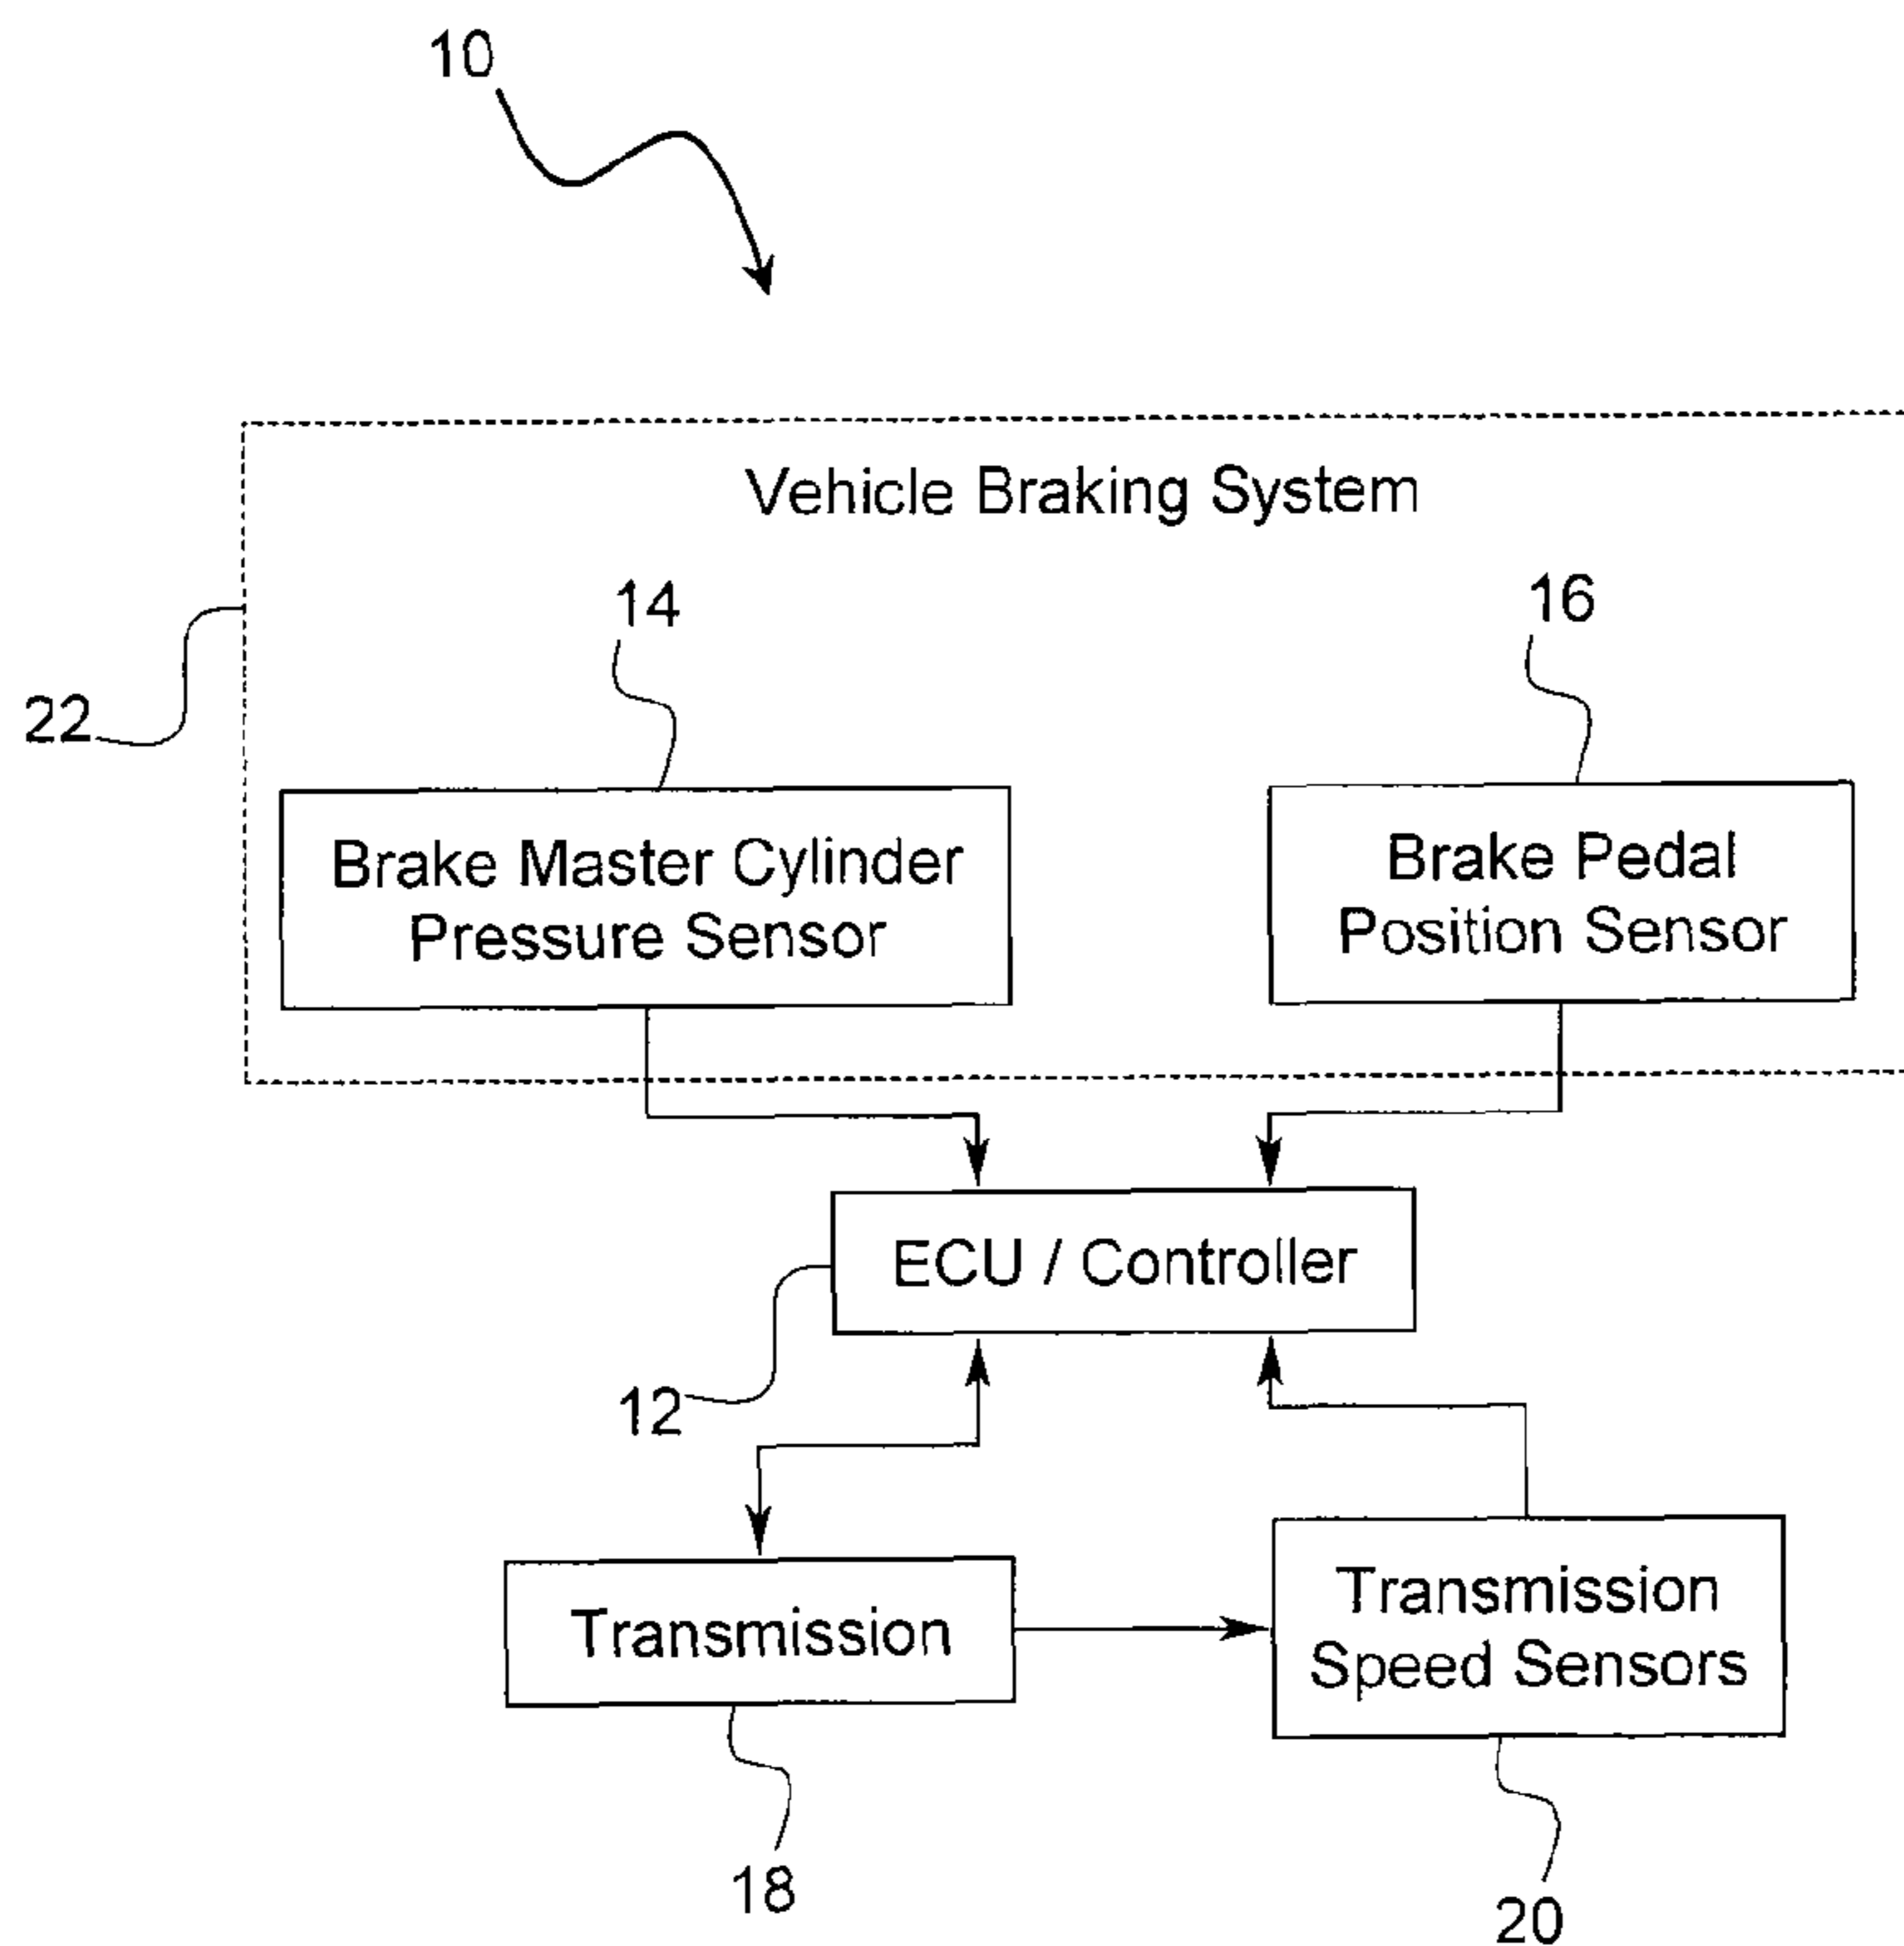 10
Vehicle Braking System
14
16
22
Brake Master Cylinder
Pressure Sensor
Brake Pedal
Position Sensor
ECU / Controller
12
Transmission
Transmission
Speed Sensors
18
20